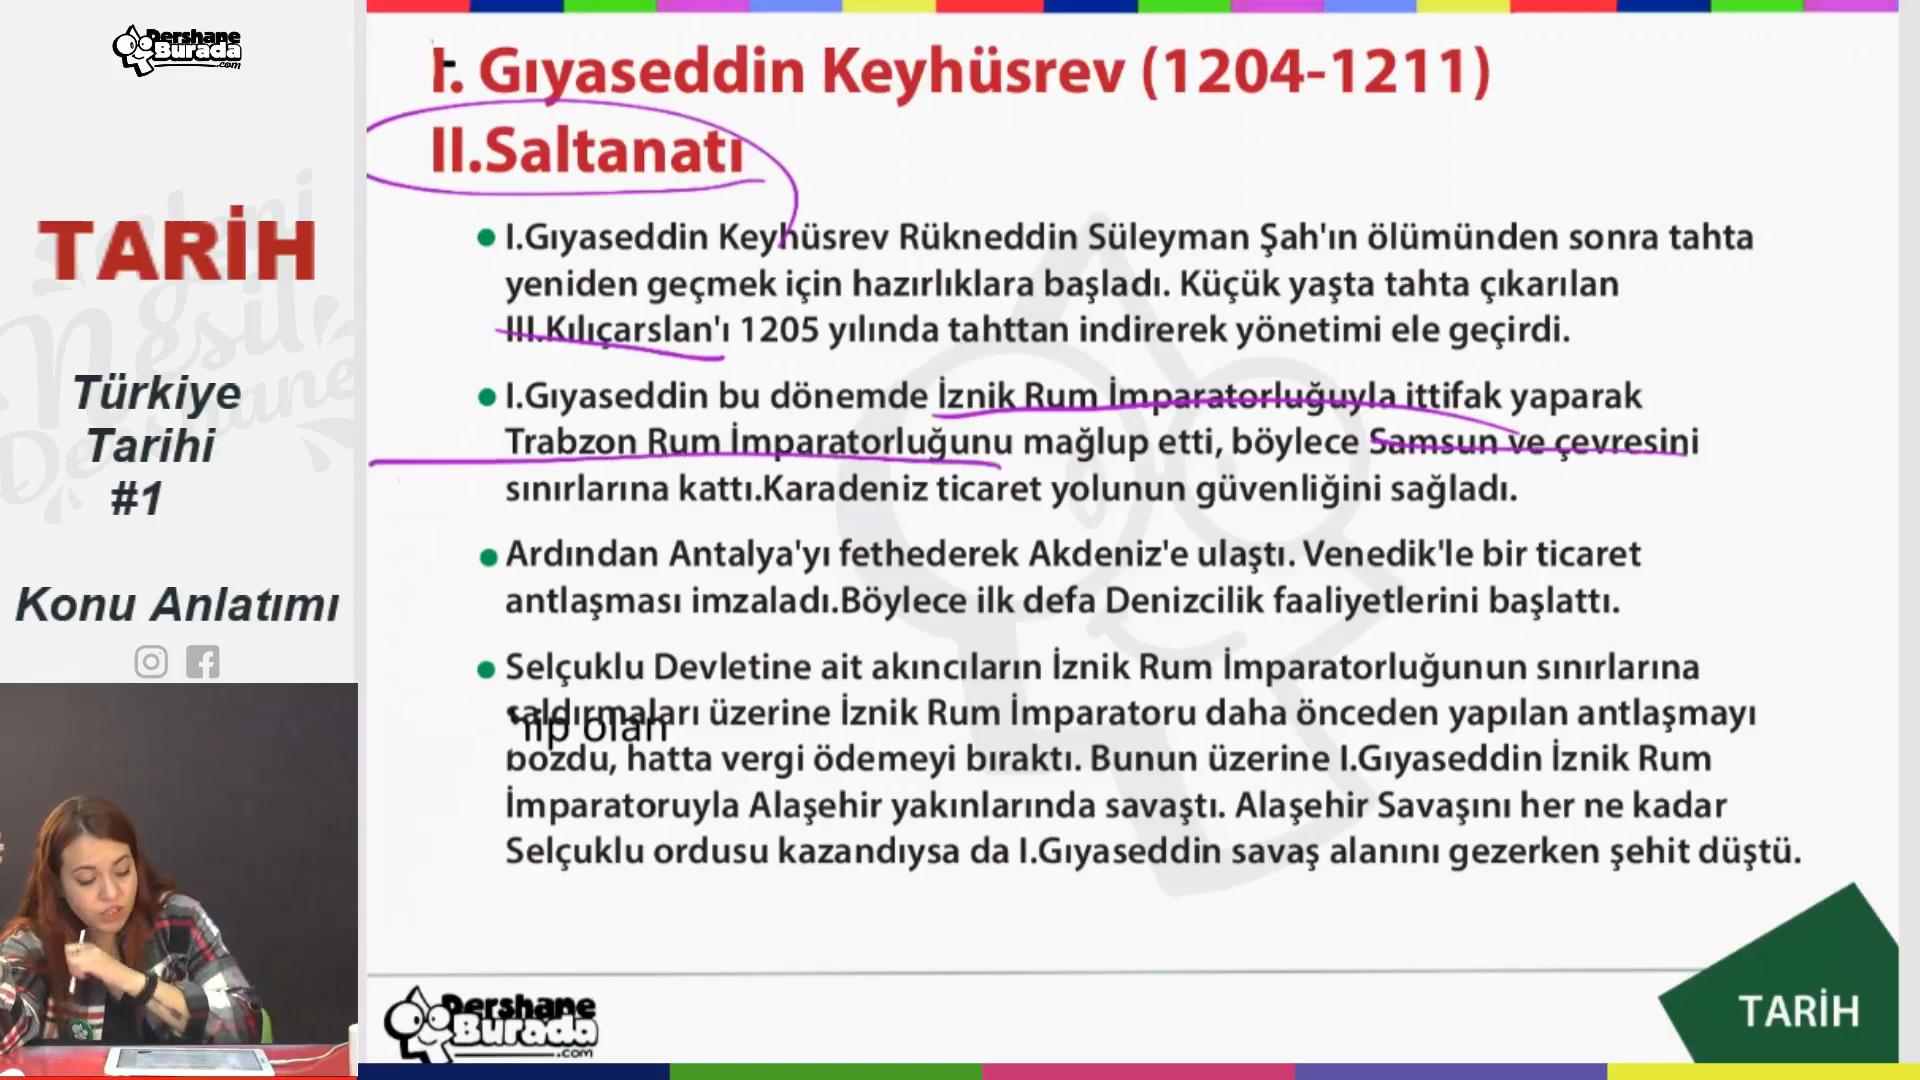 Dershane
Burada
.com
TARİH
Türkiye
Tarihi
#1
Konu Anlatımı
I. Gıyaseddin Keyhüsrev (1204-1211)
II.Saltanatı
I.Gıyaseddin Keyhüsrev Rükneddin Süleyman Şah'ın ölümünden sonra tahta
yeniden geçmek için hazırlıklara başladı. Küçük yaşta tahta çıkarılan
III.Kılıçarslan'ı 1205 yılında tahttan indirerek yönetimi ele geçirdi.
I.Gıyaseddin bu dönemde İznik Rum İmparatorluğuyla ittifak yaparak
Trabzon Rum İmparatorluğunu mağlup etti, böylece Samsun ve çevresini
sınırlarına kattı.Karadeniz ticaret yolunun güvenliğini sağladı.
Ardından Antalya'yı fethederek Akdeniz'e ulaştı. Venedik'le bir ticaret
antlaşması imzaladı.Böylece ilk defa Denizcilik faaliyetlerini başlattı.
Selçuklu Devletine ait akıncıların İznik Rum İmparatorluğunun sınırlarına
saldırmaları üzerine İznik Rum İmparatoru daha önceden yapılan antlaşmayı
olan
bozdu, hatta vergi ödemeyi bıraktı. Bunun üzerine I.Gıyaseddin İznik Rum
İmparatoruyla Alaşehir yakınlarında savaştı. Alaşehir Savaşını her ne kadar
Selçuklu ordusu kazandıysa da I.Gıyaseddin savaş alanını gezerken şehit düştü.
Dershane
Burada
.com
TARİH